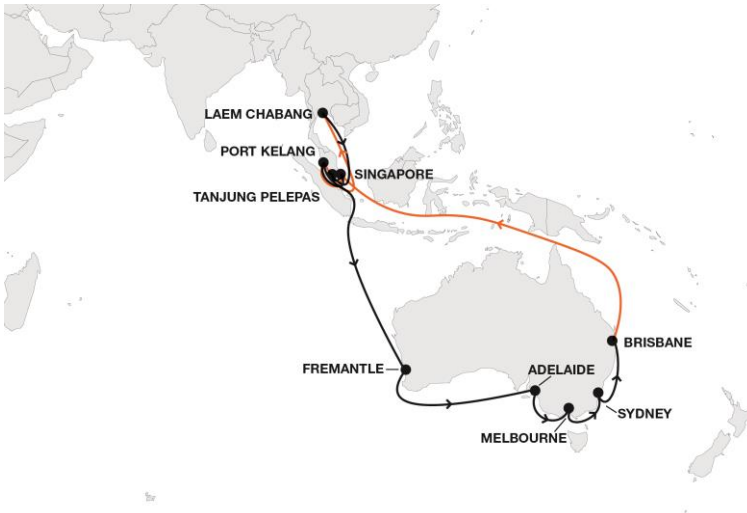 LAEM CHABANG
PORT KELANG
SINGAPORE
TANJUNG PELEPAS
BRISBANE
FREMANTLE
ADELAIDE
SYDNEY
MELBOURNE